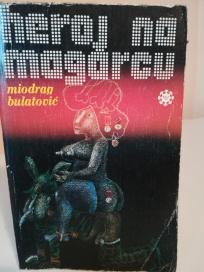 heroj na
magarcu
miodrag
bulatović